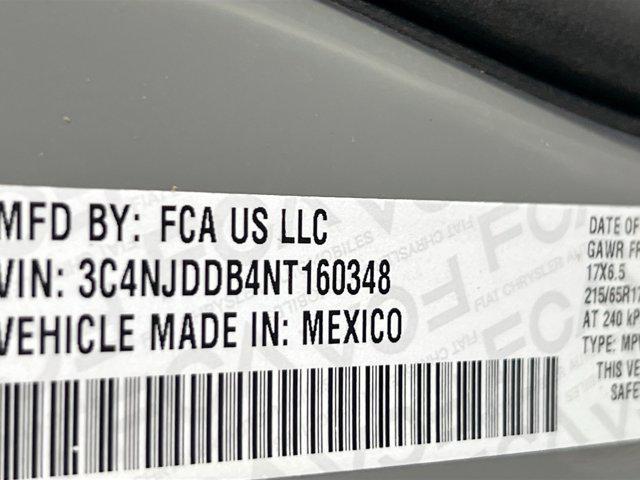 MFD BY: FCA US LLC
VIN: 3C4NJDDB4NT160348
VEHICLE MADE IN: MEXICO
DATE OF
GAWR FR
17X6.5
215/65R17
AT 240 kP
TYPE: MPV
THIS VE
SAFE